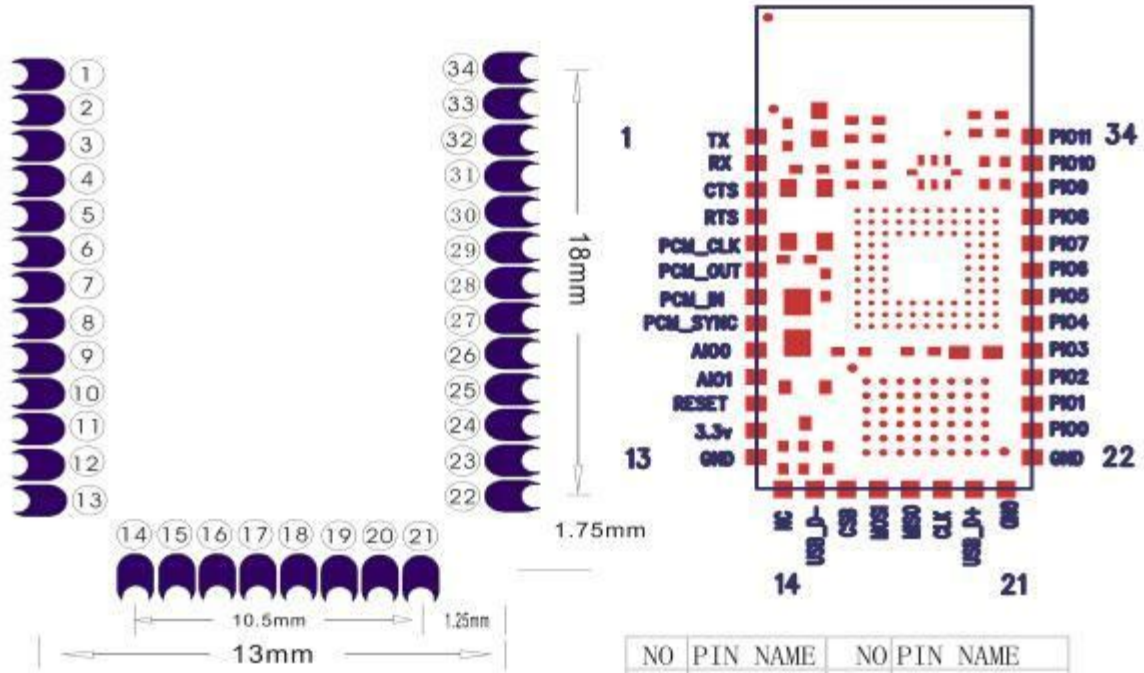 1
2
3
4
5
6
7
8
9
10
11
12
13
34
33
32
31
30
29
28
27
26
25
24
23
22
14 15 16 17 18 19 20 21
18mm
1.75mm
10.5mm
1.25mm
13mm
1
13
TX
RX
CTS
RTS
PCM_CLK
PCM_OUT
PCM_IN
PCM_SYNC
AIO0
AIO1
RESET
3.3v
GND
PIO11
PIO10
PIO9
PIO8
PIO7
PIO6
PIO5
PIO4
PIO3
PIO2
PIO1
PIO0
GND
34
22
NC
USB_D-
CSB
MOSI
MISO
CLK
USB_D+
GND
14
21
NO PIN NAME NO PIN NAME